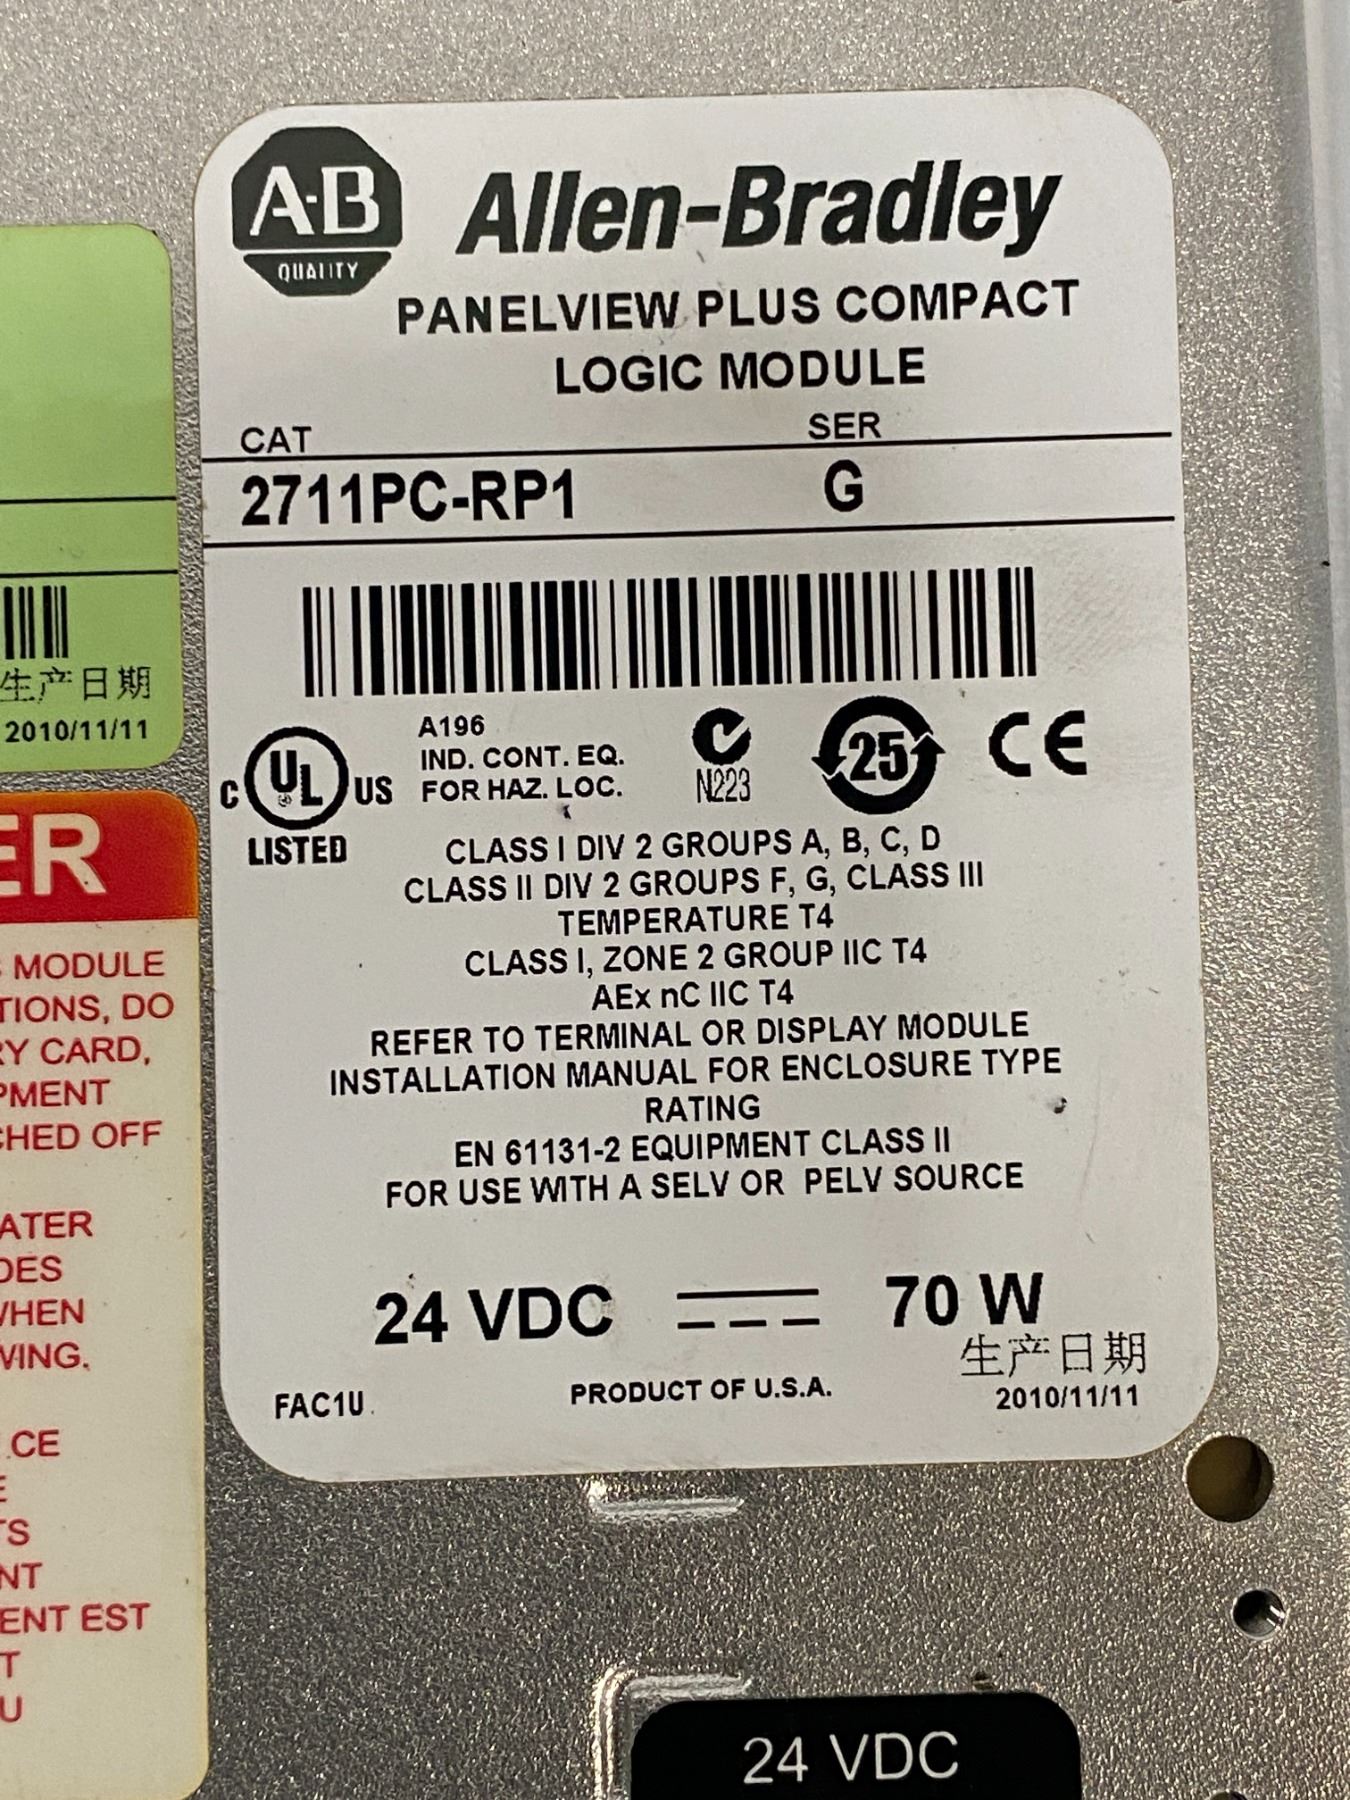 A-B
QUALITY
Allen-Bradley
PANELVIEW PLUS COMPACT
LOGIC MODULE
CAT SER
2711PC-RP1 G
C UL US
LISTED
A196
IND. CONT. EQ.
FOR HAZ. LOC.
N223
25
CE
CLASS I DIV 2 GROUPS A, B, C, D
CLASS II DIV 2 GROUPS F, G, CLASS III
TEMPERATURE T4
CLASS I, ZONE 2 GROUP IIC T4
AEx nC IIC T4
REFER TO TERMINAL OR DISPLAY MODULE
INSTALLATION MANUAL FOR ENCLOSURE TYPE
RATING
EN 61131-2 EQUIPMENT CLASS II
FOR USE WITH A SELV OR PELV SOURCE
24 VDC 70 W
生产日期
2010/11/11
FAC1U
PRODUCT OF U.S.A.
生产日期
2010/11/11
ER
MODULE
TIONS, DO
RY CARD,
PMENT
CHED OFF
ATER
DES
WHEN
WING.
CE
E
TS
NT
ENT EST
T
U
24 VDC